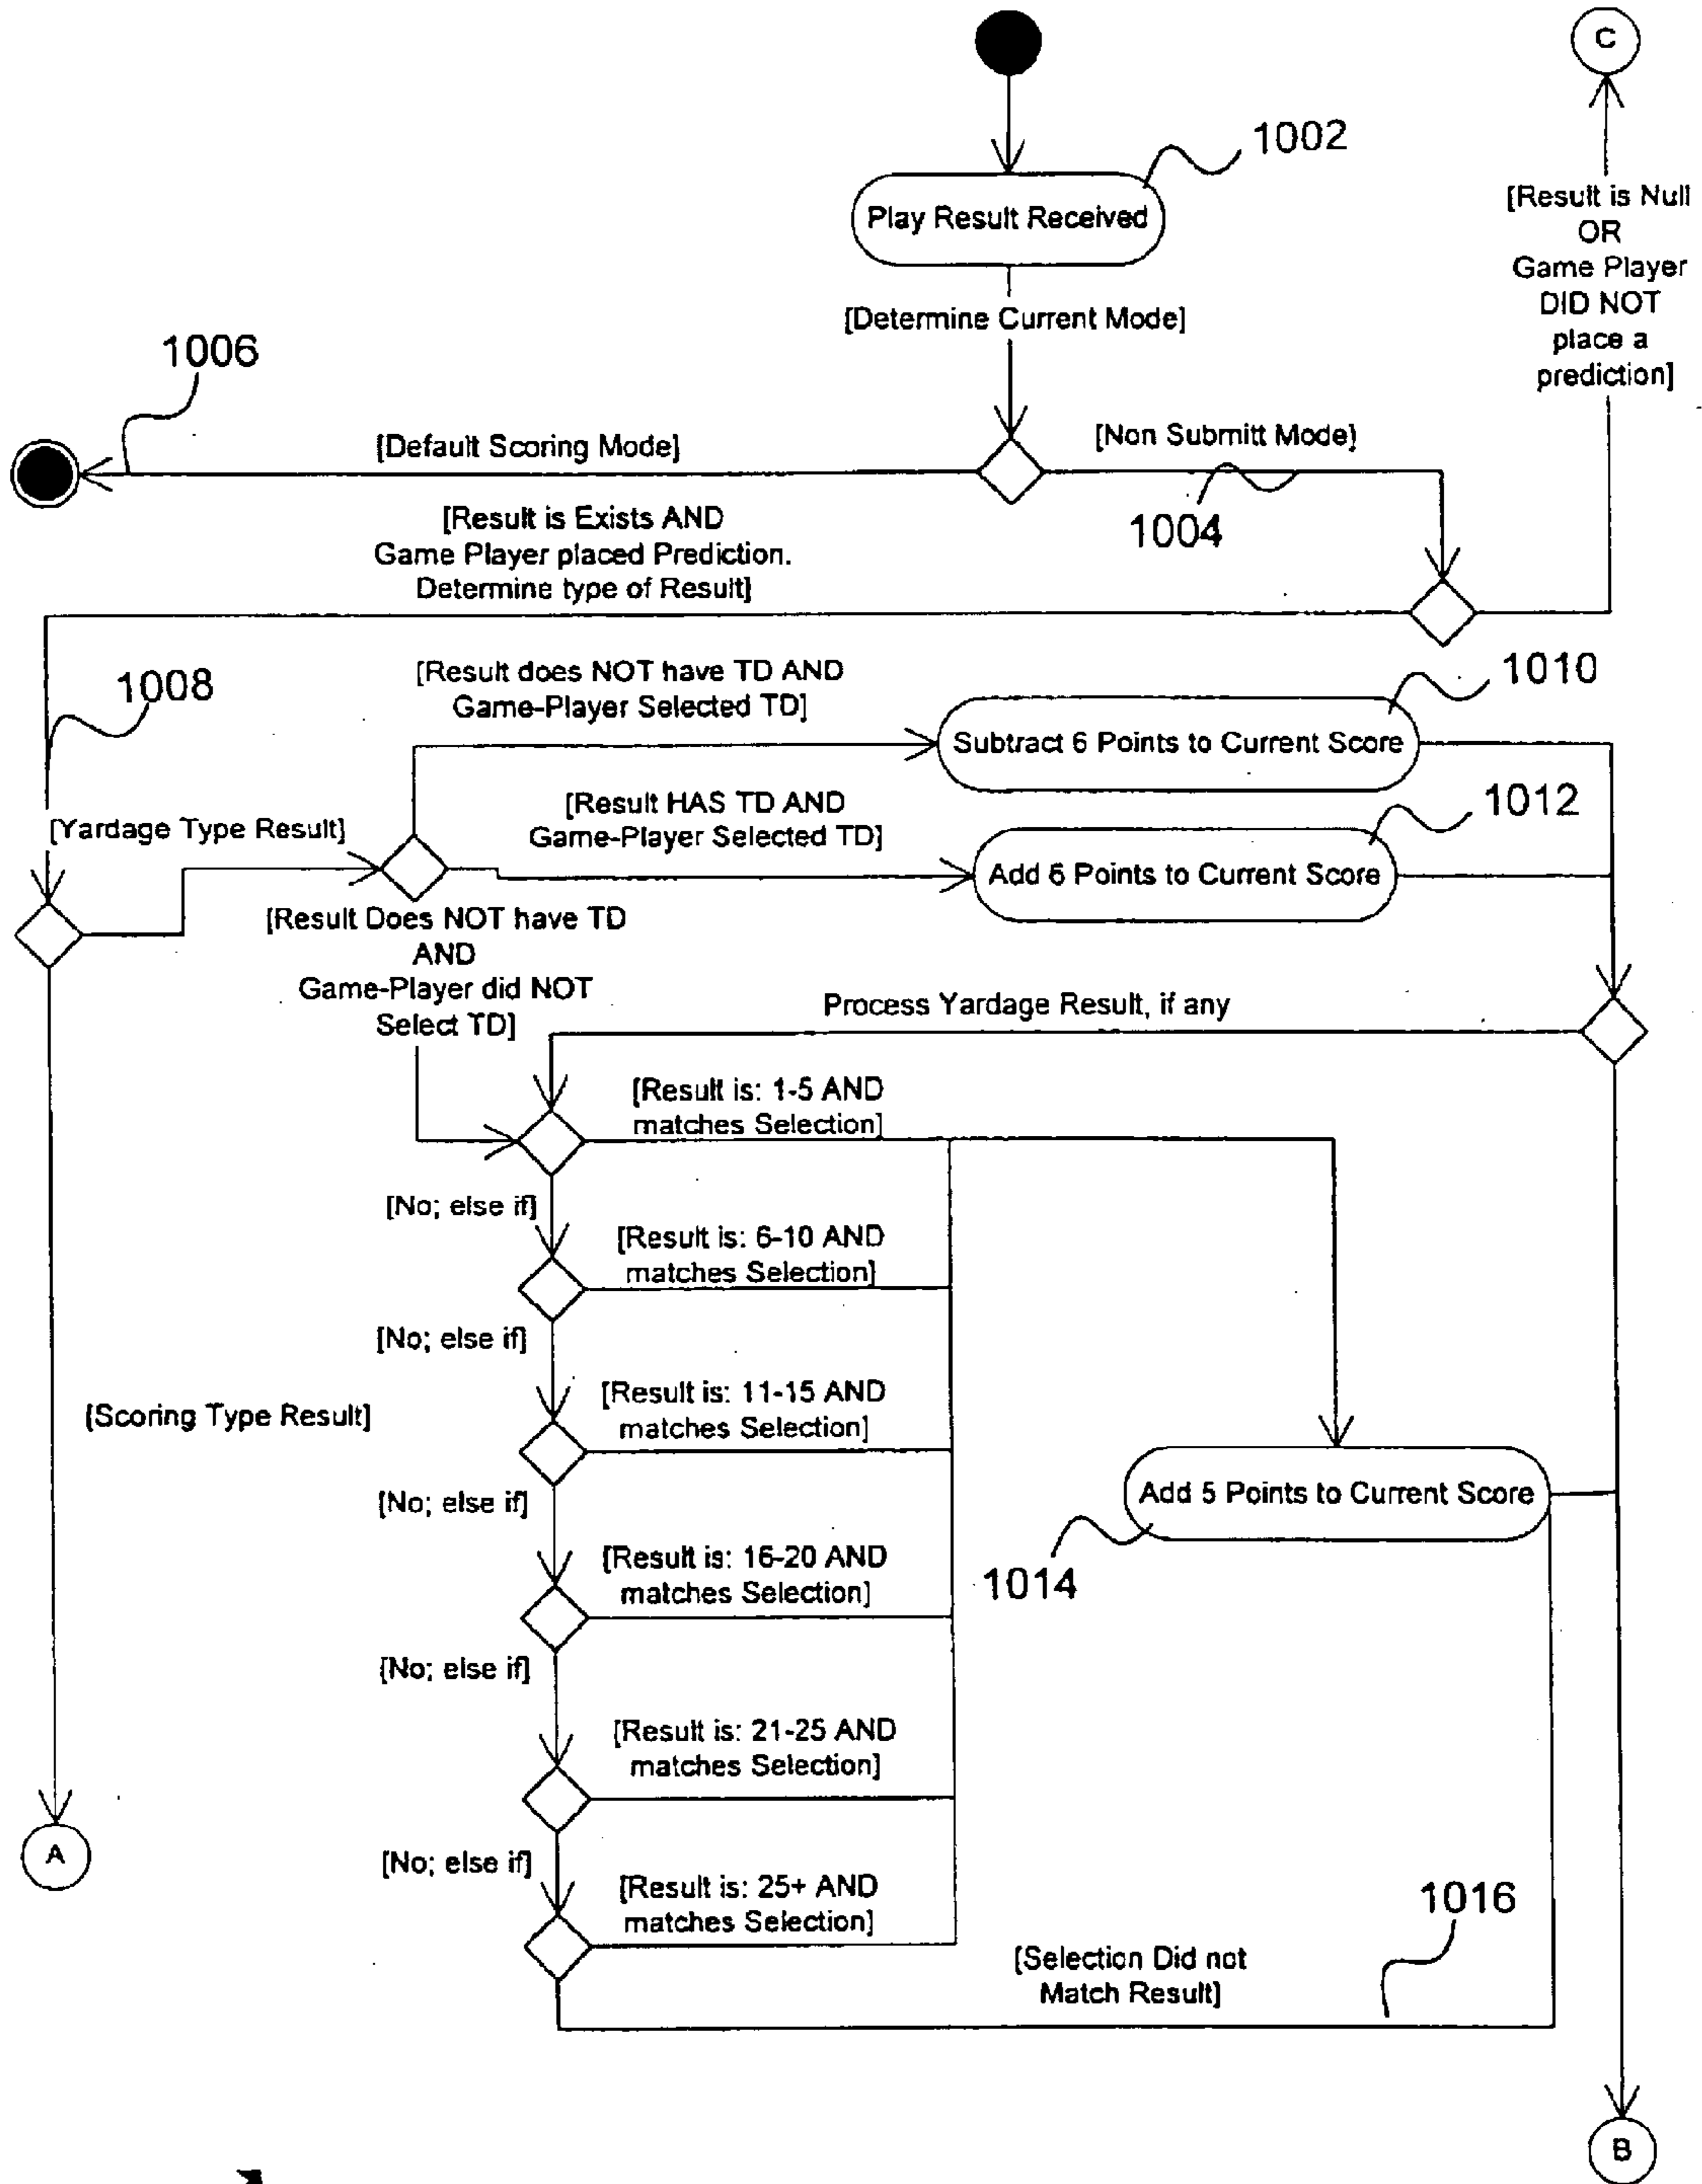 C
1002
Play Result Received
[Result is Null
OR
Game Player
DID NOT
place a
prediction]
[Determine Current Mode]
1006
[Default Scoring Mode]
[Non Submitt Mode]
1004
[Result is Exists AND
Game Player placed Prediction.
Determine type of Result]
1008
[Result does NOT have TD AND
Game-Player Selected TD]
1010
Subtract 6 Points to Current Score
[Yardage Type Result]
[Result HAS TD AND
Game-Player Selected TD]
1012
Add 6 Points to Current Score
[Result Does NOT have TD
AND
Game-Player did NOT
Select TD]
Process Yardage Result, if any
[Result is: 1-5 AND
matches Selection]
[No; else if]
[Result is: 6-10 AND
matches Selection]
[No; else if]
[Result is: 11-15 AND
matches Selection]
[Scoring Type Result]
[No; else if]
Add 5 Points to Current Score
1014
[Result is: 16-20 AND
matches Selection]
[No; else if]
[Result is: 21-25 AND
matches Selection]
A
[No; else if]
[Result is: 25+ AND
matches Selection]
1016
[Selection Did not
Match Result]
B